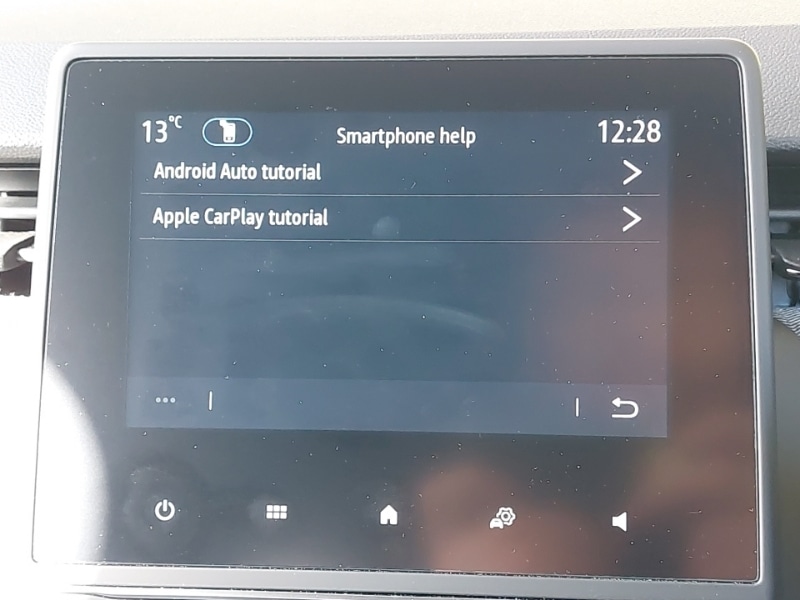 13°C Smartphone help 12:28
Android Auto tutorial
Apple CarPlay tutorial